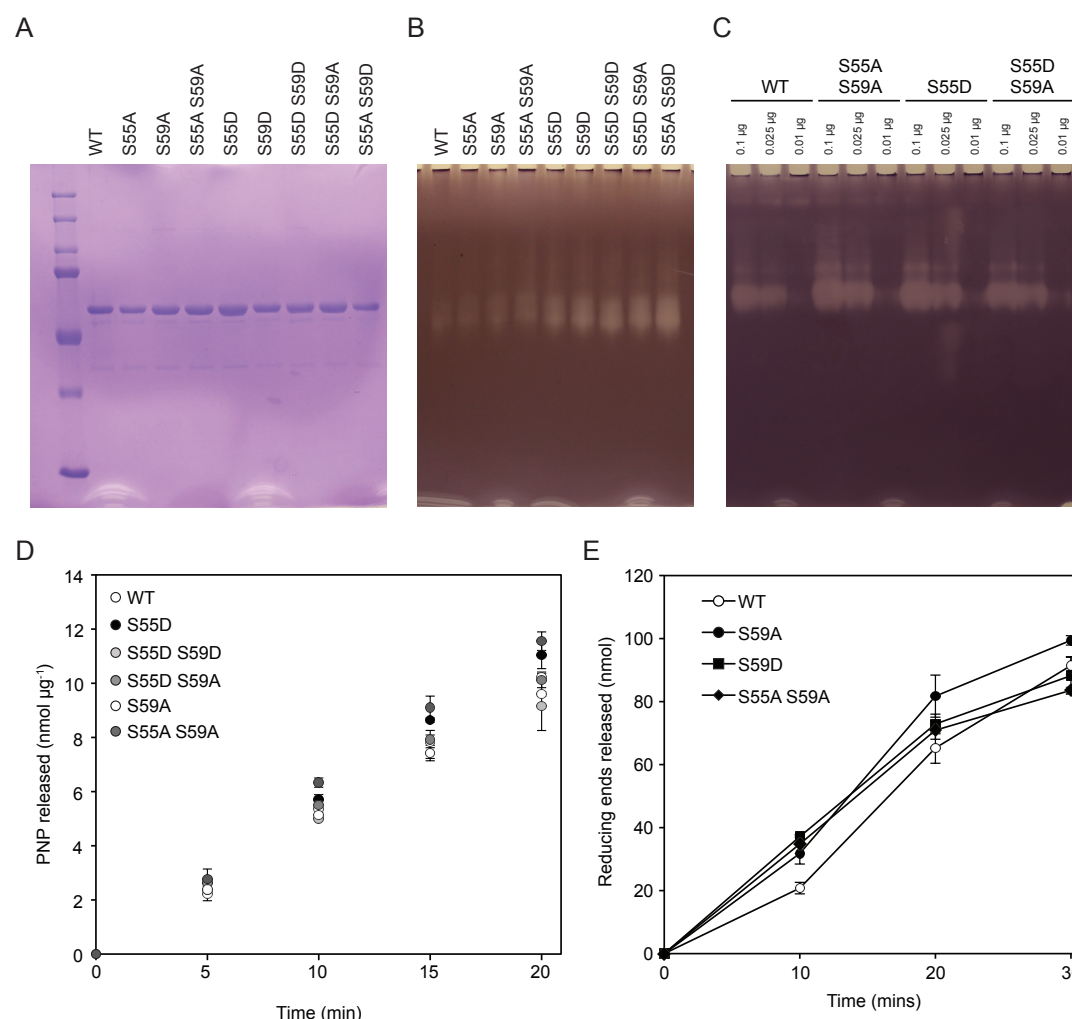 A
WT
S55A
S59A
S55A S59A
S55D
S59D
S55D S59D
S55D S59A
S55A S59D
B
WT
S55A
S59A
S55A S59A
S55D
S59D
S55D S59D
S55D S59A
S55A S59D
C
WT
S55A
S59A
S55D
S55D
S59A
0.1 µg
0.025 µg
0.01 µg
0.1 µg
0.025 µg
0.01 µg
0.1 µg
0.025 µg
0.01 µg
0.1 µg
0.025 µg
0.01 µg
D
PNP released (nmol µg⁻¹)
14
12
10
8
6
4
2
0
WT
S55D
S55D S59D
S55D S59A
S59A
S55A S59A
0 5 10 15 20
Time (min)
E
Reducing ends released (nmol)
120
100
80
60
40
20
0
WT
S59A
S59D
S55A S59A
0 10 20 3
Time (mins)